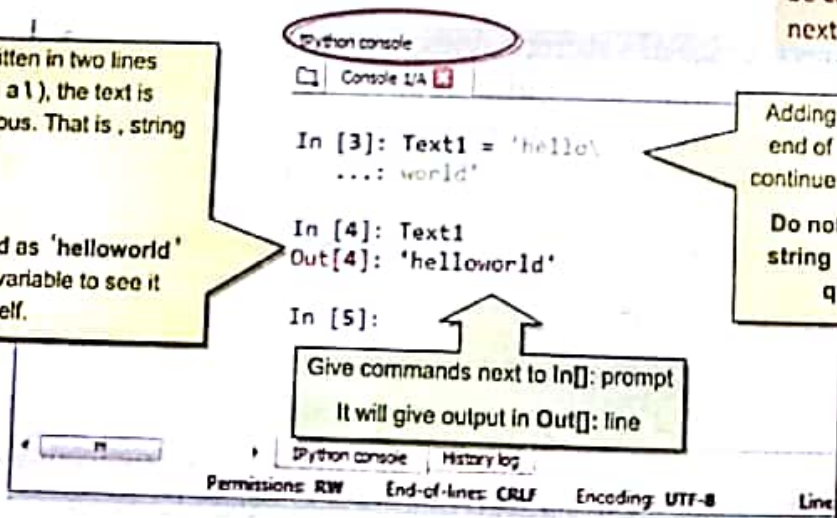 next
IPython console
Console 1/A
itten in two lines
a1), the text is
ous. That is , string
d as 'helloworld'
variable to see it
elf.
In [3]: Text1 = 'hello\
...: world'
In [4]: Text1
Out[4]: 'helloworld'
In [5]:
Adding
end of
continue
Do not
string
q
Give commands next to In[]: prompt
It will give output in Out[]: line
IPython console
History log
Permissions: RW End-of-lines: CRLF Encoding: UTF-8 Line